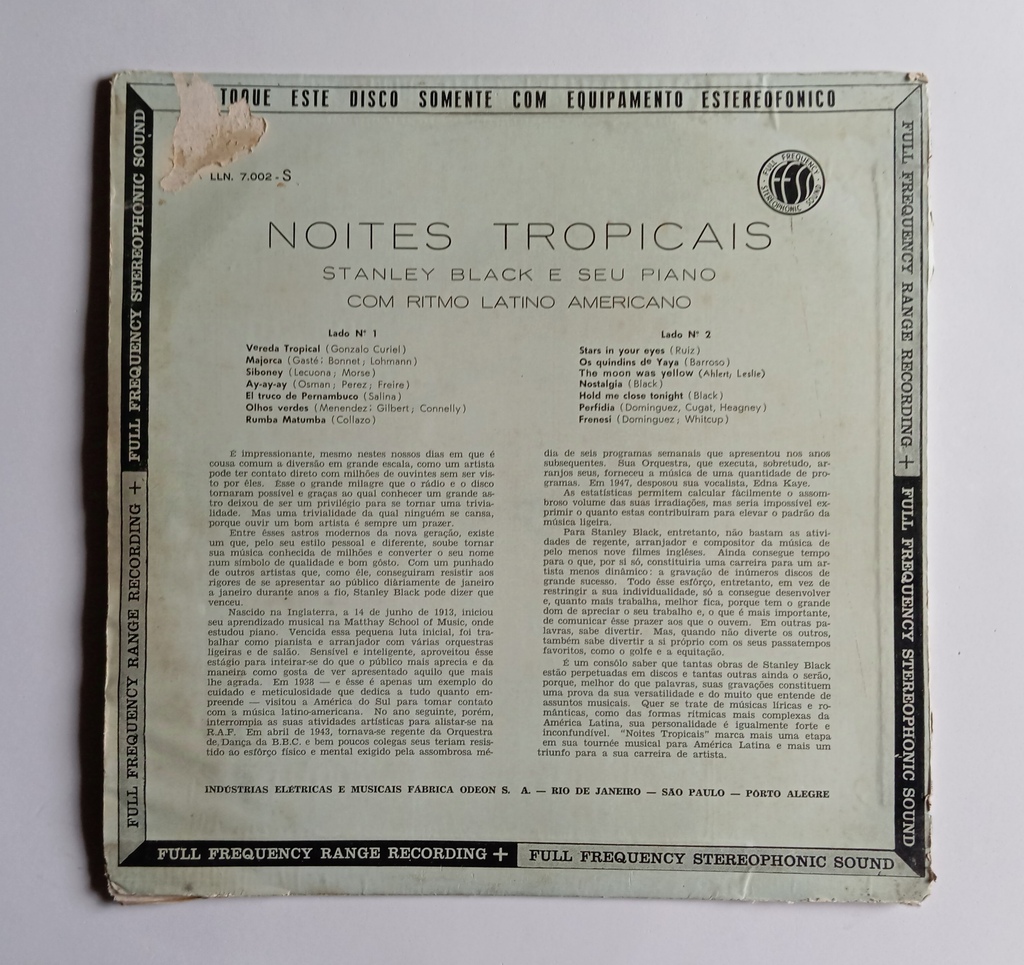 TOQUE ESTE DISCO SOMENTE COM EQUIPAMENTO ESTEREOFONICO
LLN. 7.002 - S
FULL FREQUENCY
FFSS
STEREOPHONIC SOUND
NOITES TROPICAIS
STANLEY BLACK E SEU PIANO
COM RITMO LATINO AMERICANO
Lado Nº 1
Vereda Tropical (Gonzalo Curiel)
Majorca (Gasté; Bonnet; Lohmann)
Siboney (Lecuona; Morse)
Ay-ay-ay (Osman; Perez; Freire)
El truco de Pernambuco (Salina)
Olhos verdes (Menendez; Gilbert; Connelly)
Rumba Matumba (Collazo)
Lado Nº 2
Stars in your eyes (Ruiz)
Os quindins de Yaya (Barroso)
The moon was yellow (Ahlert, Leslie)
Nostalgia (Black)
Hold me close tonight (Black)
Perfidia (Dominguez, Cugat, Heagney)
Frenesi (Dominguez; Whitcup)
É impressionante, mesmo nestes nossos dias em que é
cousa comum a diversão em grande escala, como um artista
pode ter contato direto com milhões de ouvintes sem ser vis-
to por êles. Esse o grande milagre que o rádio e o disco
tornaram possível e graças ao qual conhecer um grande as-
tro deixou de ser um privilégio para se tornar uma trivia-
lidade. Mas uma trivialidade da qual ninguém se cansa,
porque ouvir um bom artista é sempre um prazer.
Entre êsses astros modernos da nova geração, existe
um que, pelo seu estilo pessoal e diferente, soube tornar
sua música conhecida de milhões e converter o seu nome
num símbolo de qualidade e bom gôsto. Com um punhado
de outros artistas que, como êle, conseguiram resistir aos
rigores de se apresentar ao público diàriamente de janeiro
a janeiro durante anos a fio, Stanley Black pode dizer que
venceu.
Nascido na Inglaterra, a 14 de junho de 1913, iniciou
seu aprendizado musical na Matthay School of Music, onde
estudou piano. Vencida essa pequena luta inicial, foi tra-
balhar como pianista e arranjador com várias orquestras
ligeiras e de salão. Sensível e inteligente, aproveitou êsse
estágio para inteirar-se do que o público mais aprecia e da
maneira como gosta de ver apresentado aquilo que mais
lhe agrada. Em 1938 — e êsse é apenas um exemplo do
cuidado e meticulosidade que dedica a tudo quanto em-
preende — visitou a América do Sul para tomar contato
com a música latino-americana. No ano seguinte, porém,
interrompia as suas atividades artísticas para alistar-se na
R.A.F. Em abril de 1943, tornava-se regente da Orquestra
de Dança da B.B.C. e bem poucos colegas seus teriam resis-
tido ao esfôrço físico e mental exigido pela assombrosa mé-
dia de seis programas semanais que apresentou nos anos
subsequentes. Sua Orquestra, que executa, sobretudo, ar-
ranjos seus, forneceu a música de uma quantidade de pro-
gramas. Em 1947, desposou sua vocalista, Edna Kaye.
As estatísticas permitem calcular fàcilmente o assom-
broso volume das suas irradiações, mas seria impossível ex-
primir o quanto estas contribuiram para elevar o padrão da
música ligeira.
Para Stanley Black, entretanto, não bastam as ativi-
dades de regente, arranjador e compositor da música de
pelo menos nove filmes inglêses. Ainda consegue tempo
para o que, por si só, constituiria uma carreira para um ar-
tista menos dinâmico: a gravação de inúmeros discos de
grande sucesso. Todo êsse esfôrço, entretanto, em vez de
restringir a sua individualidade, só a consegue desenvolver
e, quanto mais trabalha, melhor fica, porque tem o grande
dom de apreciar o seu trabalho e, o que é mais importante,
de comunicar êsse prazer aos que o ouvem. Em outras pa-
lavras, sabe divertir. Mas, quando não diverte os outros,
também sabe divertir a si próprio com os seus passatempos
favoritos, como o golfe e a equitação.
É um consôlo saber que tantas obras de Stanley Black
estão perpetuadas em discos e tantas outras ainda o serão,
porque, melhor do que palavras, suas gravações constituem
uma prova da sua versatilidade e do muito que entende de
assuntos musicais. Quer se trate de músicas líricas e ro-
mânticas, como das formas rítmicas mais complexas da
América Latina, sua personalidade é igualmente forte e
inconfundível. "Noites Tropicais" marca mais uma etapa
em sua tournée musical para América Latina e mais um
triunfo para a sua carreira de artista.
INDÚSTRIAS ELÉTRICAS E MUSICAIS FÁBRICA ODEON S. A. — RIO DE JANEIRO — SÃO PAULO — PÔRTO ALEGRE
FULL FREQUENCY RANGE RECORDING + FULL FREQUENCY STEREOPHONIC SOUND
FULL FREQUENCY RANGE RECORDING + FULL FREQUENCY STEREOPHONIC SOUND
FULL FREQUENCY RANGE RECORDING + FULL FREQUENCY STEREOPHONIC SOUND